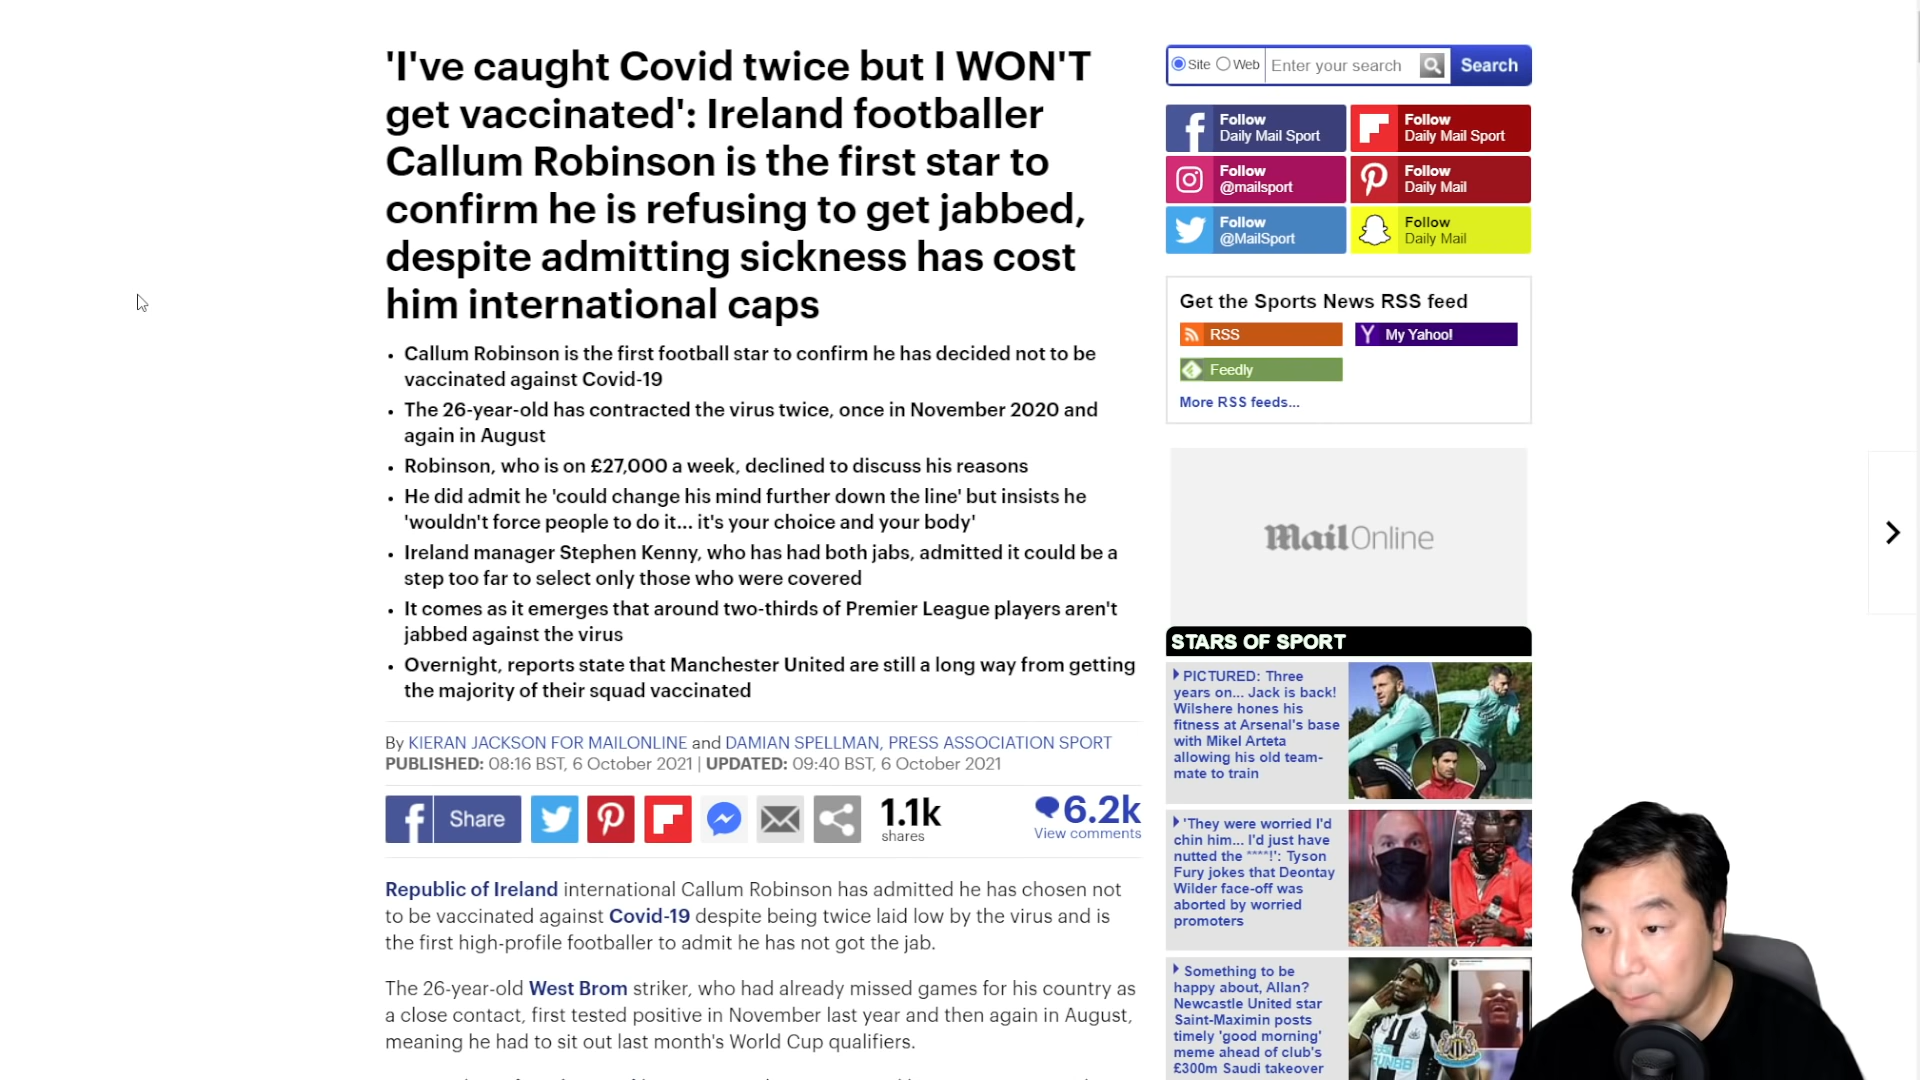 'I've caught Covid twice but I WON'T
get vaccinated': Ireland footballer
Callum Robinson is the first star to
confirm he is refusing to get jabbed,
despite admitting sickness has cost
him international caps
• Callum Robinson is the first football star to confirm he has decided not to be
vaccinated against Covid-19
• The 26-year-old has contracted the virus twice, once in November 2020 and
again in August
• Robinson, who is on £27,000 a week, declined to discuss his reasons
• He did admit he 'could change his mind further down the line' but insists he
'wouldn't force people to do it... it's your choice and your body'
• Ireland manager Stephen Kenny, who has had both jabs, admitted it could be a
step too far to select only those who were covered
• It comes as it emerges that around two-thirds of Premier League players aren't
jabbed against the virus
• Overnight, reports state that Manchester United are still a long way from getting
the majority of their squad vaccinated
By KIERAN JACKSON FOR MAILONLINE and DAMIAN SPELLMAN, PRESS ASSOCIATION SPORT
PUBLISHED: 08:16 BST, 6 October 2021 | UPDATED: 09:40 BST, 6 October 2021
Share
1.1k
shares
6.2k
View comments
Republic of Ireland international Callum Robinson has admitted he has chosen not
to be vaccinated against Covid-19 despite being twice laid low by the virus and is
the first high-profile footballer to admit he has not got the jab.
The 26-year-old West Brom striker, who had already missed games for his country as
a close contact, first tested positive in November last year and then again in August,
meaning he had to sit out last month's World Cup qualifiers.
Site Web Enter your search Search
Follow
Daily Mail Sport
Follow
Daily Mail Sport
Follow
@mailsport
Follow
Daily Mail
Follow
@MailSport
Follow
Daily Mail
Get the Sports News RSS feed
RSS
My Yahoo!
Feedly
More RSS feeds...
Mail Online
STARS OF SPORT
PICTURED: Three
years on... Jack is back!
Wilshere hones his
fitness at Arsenal's base
with Mikel Arteta
allowing his old team-
mate to train
'They were worried I'd
chin him... I'd just have
nutted the ****!': Tyson
Fury jokes that Deontay
Wilder face-off was
aborted by worried
promoters
Something to be
happy about, Allan?
Newcastle United star
Saint-Maximin posts
timely 'good morning'
meme ahead of club's
£300m Saudi takeover
FUN88